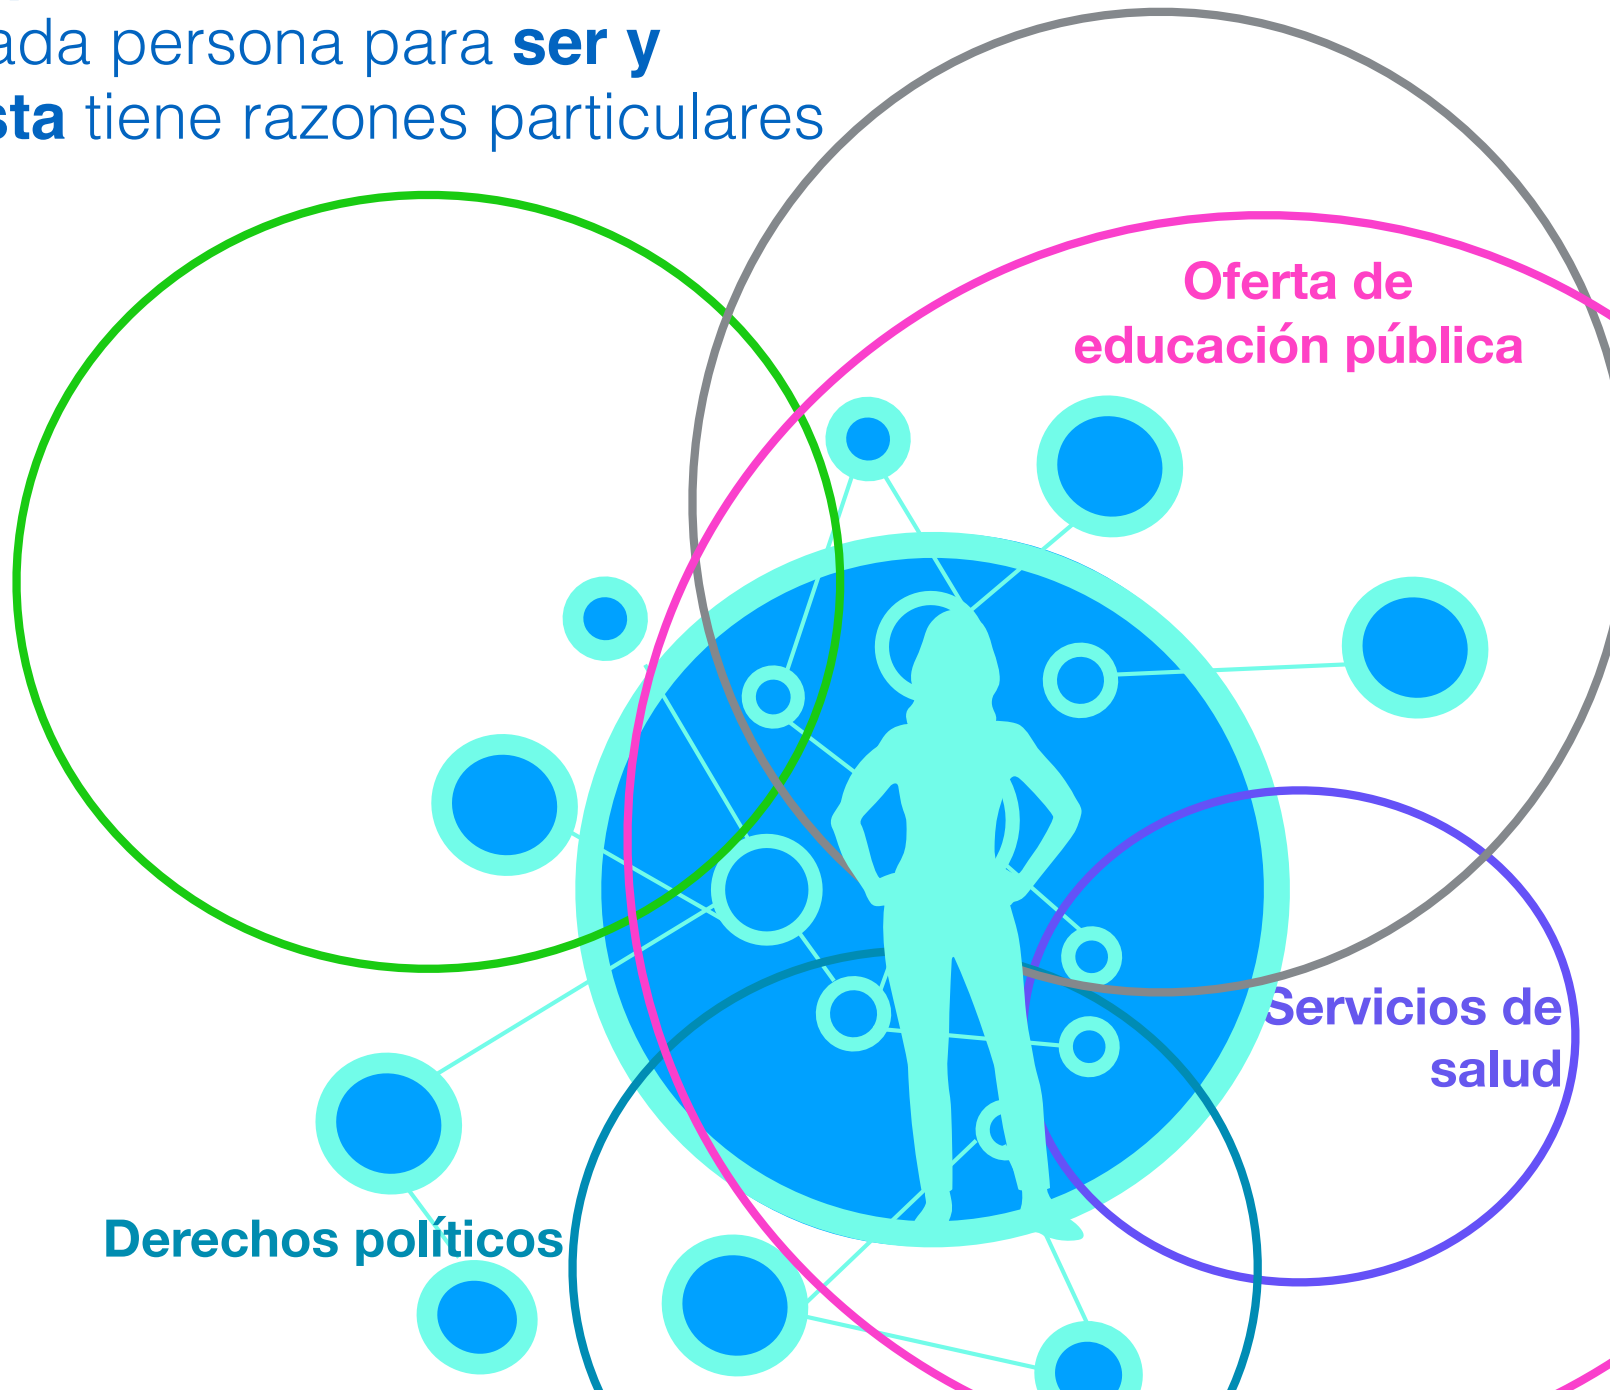 ada persona para ser y
sta tiene razones particulares
Oferta de
educación pública
Servicios de
salud
Derechos políticos